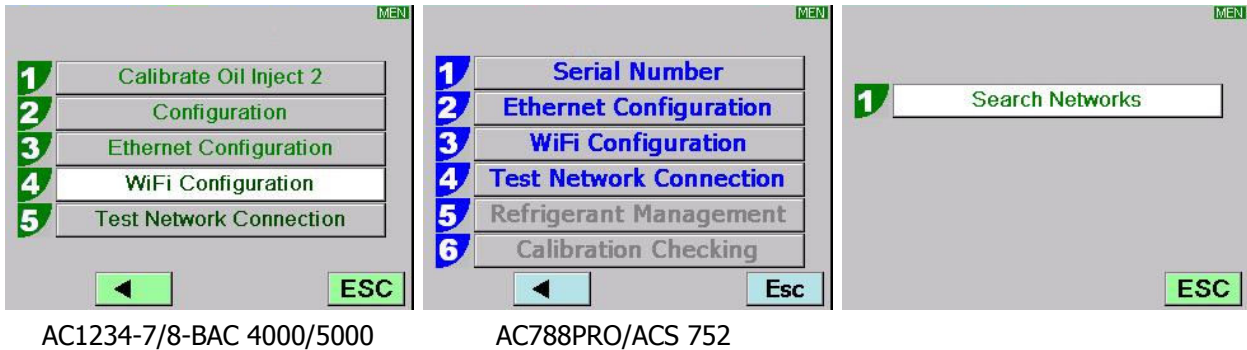 MEN
1 Calibrate Oil Inject 2
2 Configuration
3 Ethernet Configuration
4 WiFi Configuration
5 Test Network Connection
◄ ESC
MEN
1 Serial Number
2 Ethernet Configuration
3 WiFi Configuration
4 Test Network Connection
5 Refrigerant Management
6 Calibration Checking
◄ Esc
MEN
1 Search Networks
ESC
AC1234-7/8-BAC 4000/5000
AC788PRO/ACS 752